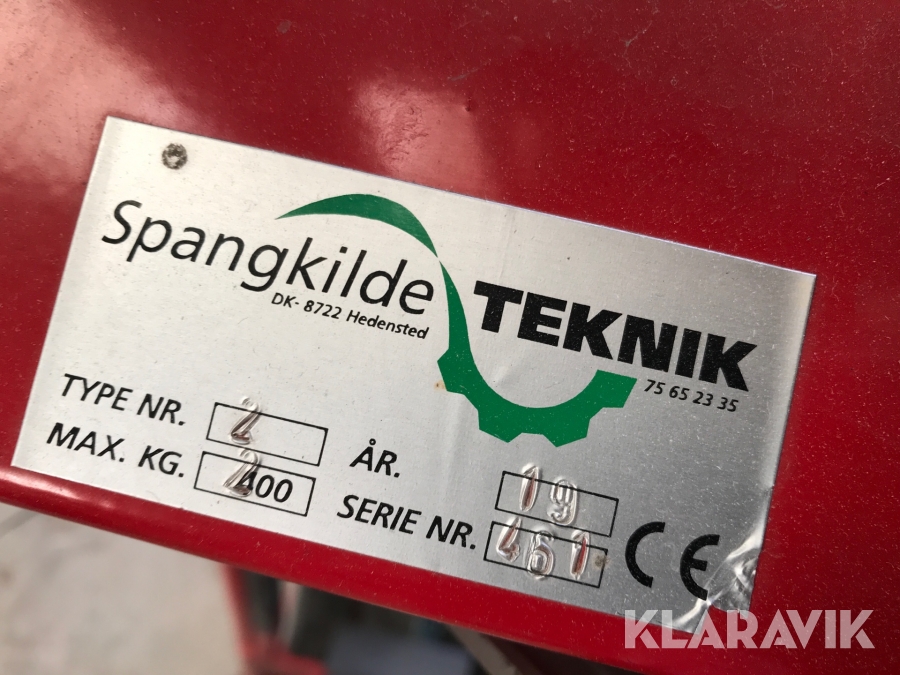 Spangkilde TEKNIK
DK- 8722 Hedensted
75 65 23 35
TYPE NR. 2
ÅR. 19
MAX. KG. 2400
SERIE NR. 461
CE
KLARAVIK